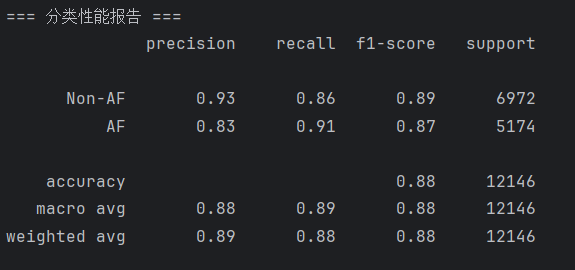 === 分类性能报告 ===
precision recall f1-score support
Non-AF 0.93 0.86 0.89 6972
AF 0.83 0.91 0.87 5174
accuracy 0.88 12146
macro avg 0.88 0.89 0.88 12146
weighted avg 0.89 0.88 0.88 12146